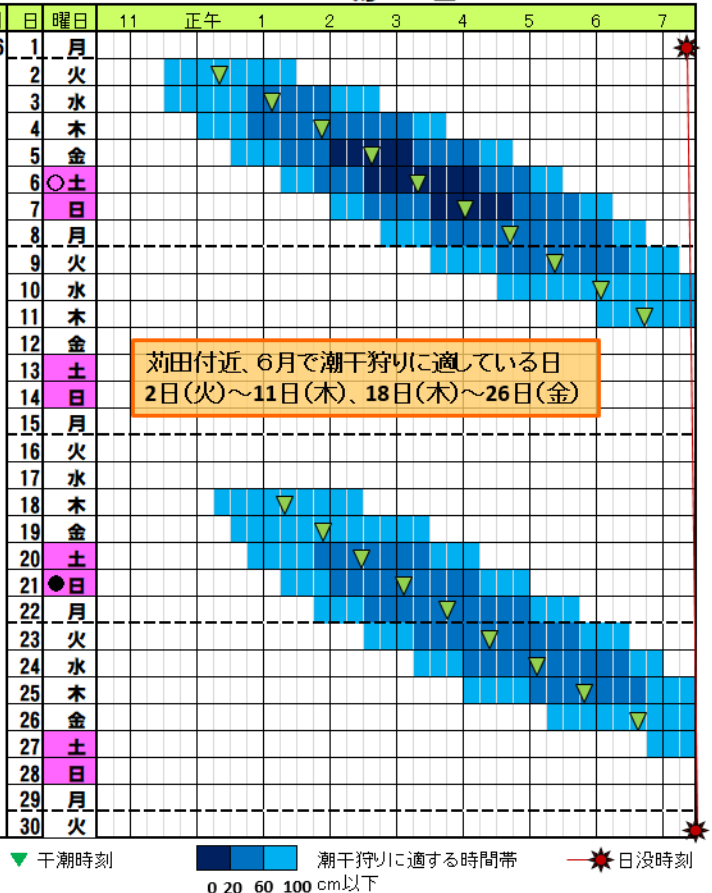 日 曜日 11 正午 1 2 3 4 5 6 7
6 1 月
2 火
3 水
4 木
5 金
6 ○土
7 日
8 月
9 火
10 水
11 木
12 金
13 土
14 日
15 月
16 火
17 水
18 木
19 金
20 土
21 ●日
22 月
23 火
24 水
25 木
26 金
27 土
28 日
29 月
30 火
苅田付近、6月で潮干狩りに適している日
2日(火)～11日(木)、18日(木)～26日(金)
▼ 干潮時刻 潮干狩りに適する時間帯 日没時刻
0 20 60 100 cm以下